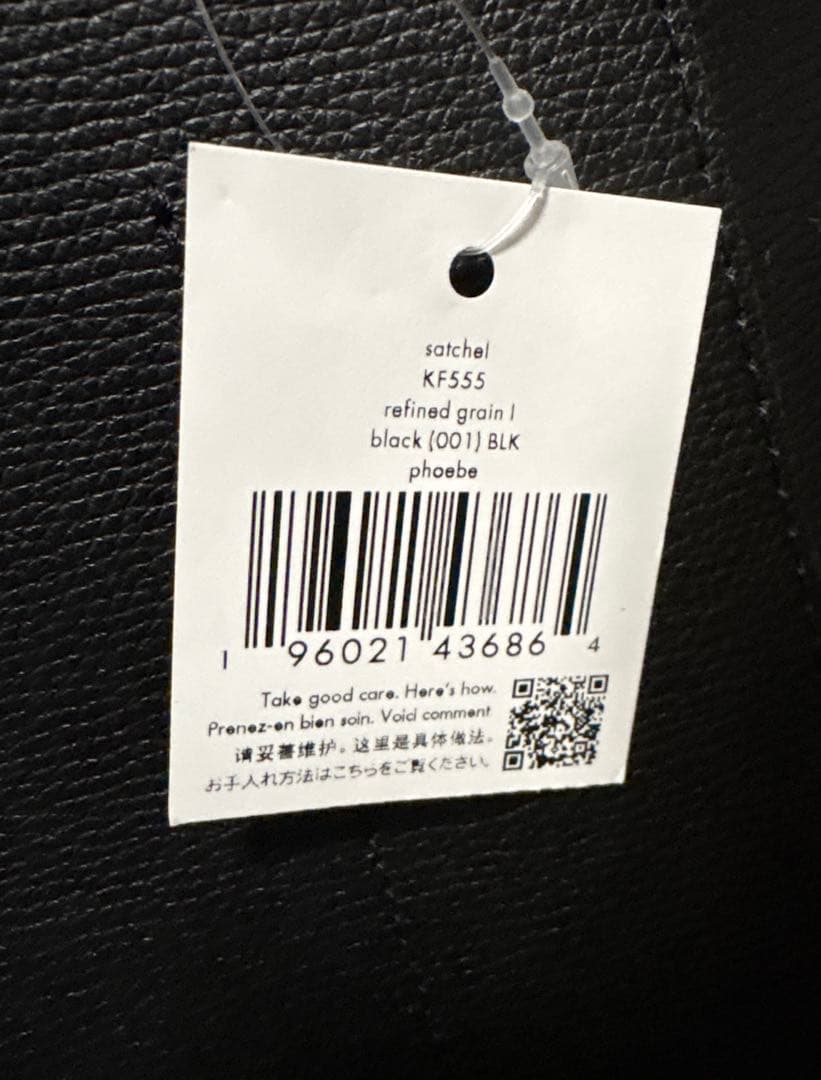 satchel
KF555
refined grain l
black (001) BLK
phoebe
1 96021 43686 4
Take good care. Here's how.
Prenez-en bien soin. Voici comment
请妥善维护。这里是具体做法。
お手入れ方法はこちらをご覧ください。